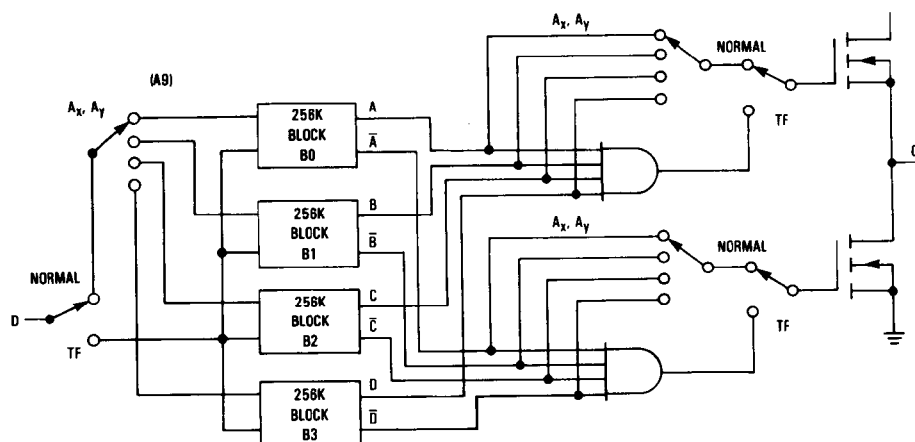 Ax, Ay
NORMAL
(A9)
Ax, Ay
256K
BLOCK
B0
A
A̅
TF
256K
BLOCK
B1
B
B̅
Ax, Ay
NORMAL
NORMAL
D
256K
BLOCK
B2
C
C̅
TF
TF
256K
BLOCK
B3
D
D̅